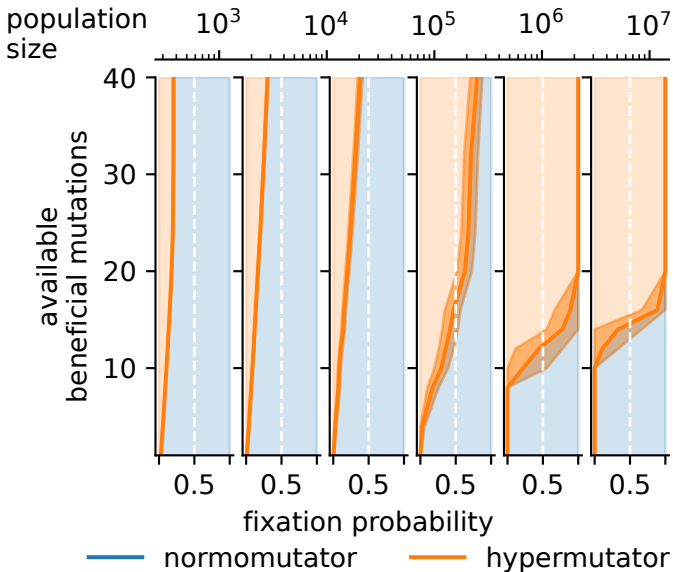 population size 10³ 10⁴ 10⁵ 10⁶ 10⁷
40
30
20
10
available beneficial mutations
0.5 0.5 0.5 0.5 0.5 0.5
fixation probability
normomutator hypermutator